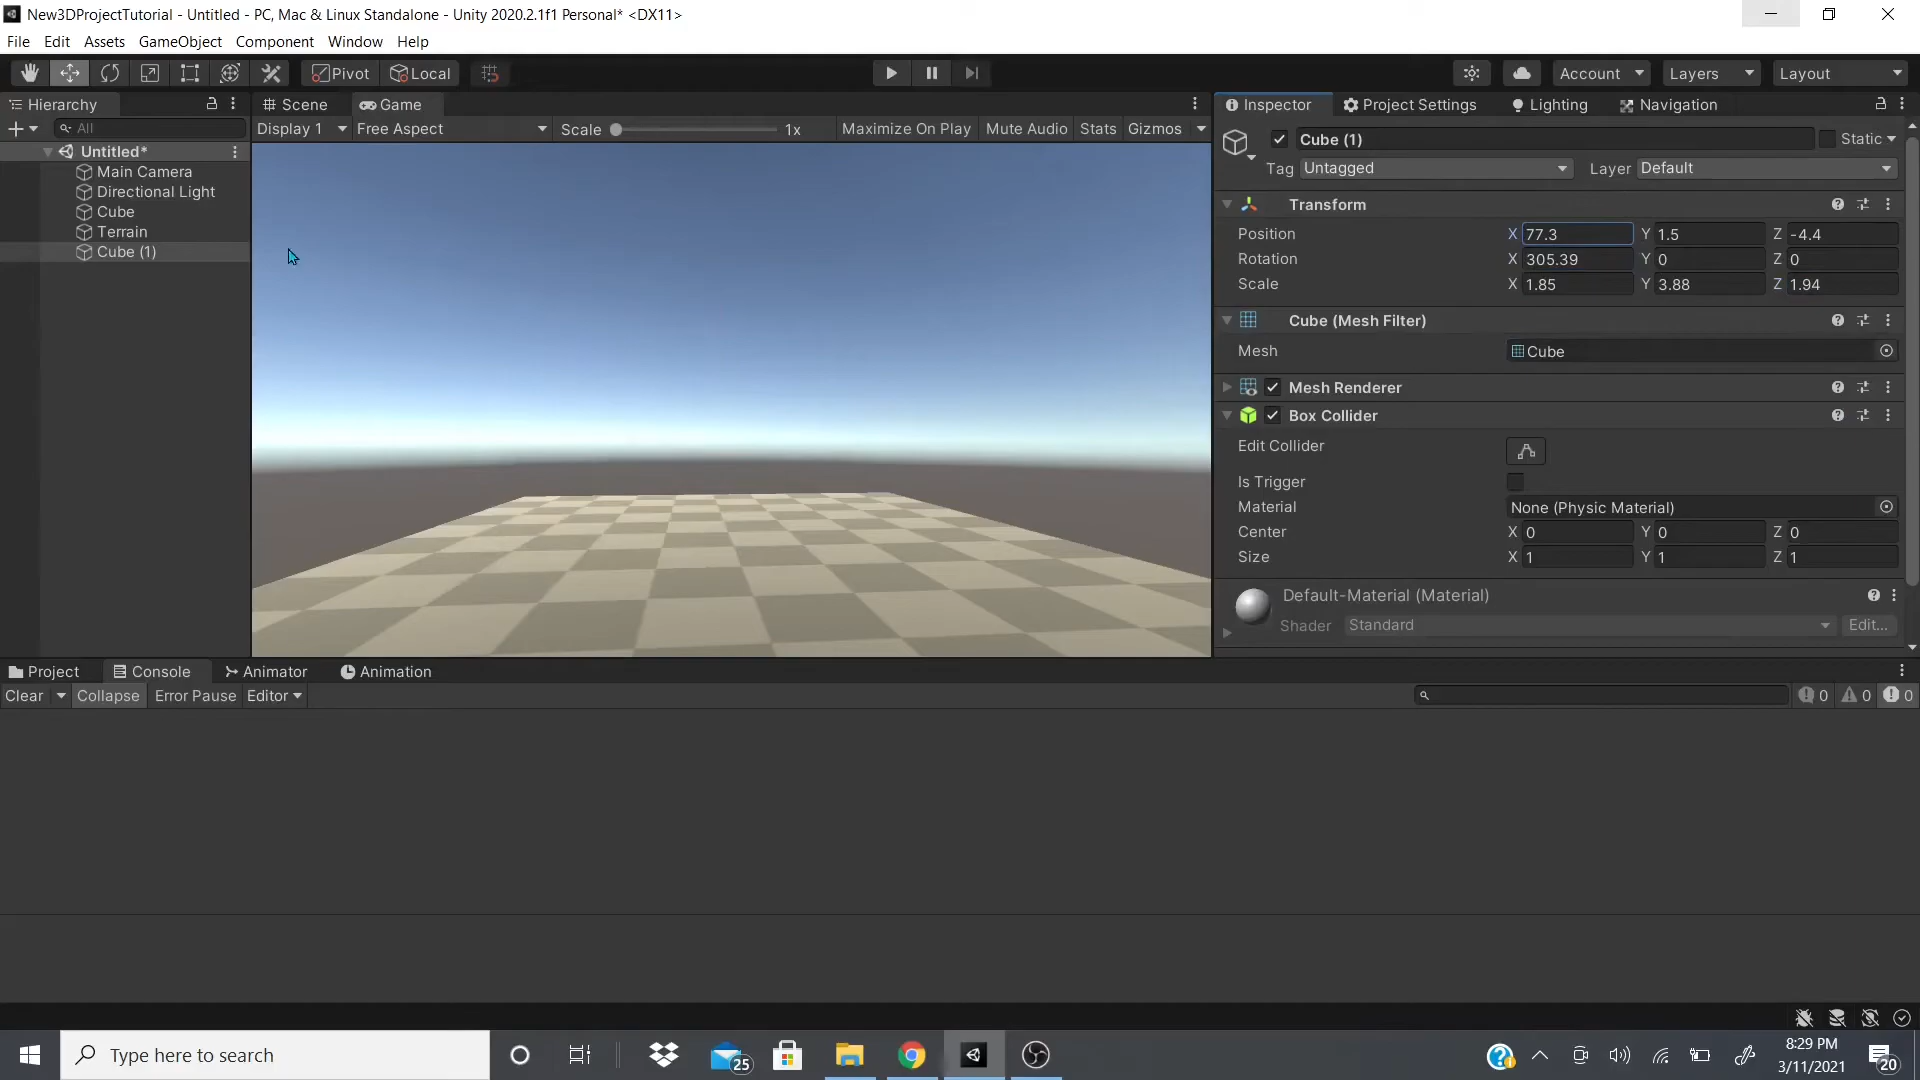 New3DProjectTutorial - Untitled - PC, Mac & Linux Standalone - Unity 2020.2.1f1 Personal* <DX11>
File Edit Assets GameObject Component Window Help
Pivot Local Account Layers Layout
Hierarchy Scene Game Inspector Project Settings Lighting Navigation
All Display 1 Free Aspect Scale 1x Maximize On Play Mute Audio Stats Gizmos
Cube (1) Static
Untitled*
Tag Untagged Layer Default
Main Camera
Directional Light
Cube
Terrain
Cube (1)
Transform
Position X 77.3 Y 1.5 Z -4.4
Rotation X 305.39 Y 0 Z 0
Scale X 1.85 Y 3.88 Z 1.94
Cube (Mesh Filter)
Mesh Cube
Mesh Renderer
Box Collider
Edit Collider
Is Trigger
Material None (Physic Material)
Center X 0 Y 0 Z 0
Size X 1 Y 1 Z 1
Default-Material (Material)
Shader Standard Edit...
Project Console Animator Animation
Clear Collapse Error Pause Editor 0 0 0
Type here to search 25 8:29 PM
3/11/2021 20